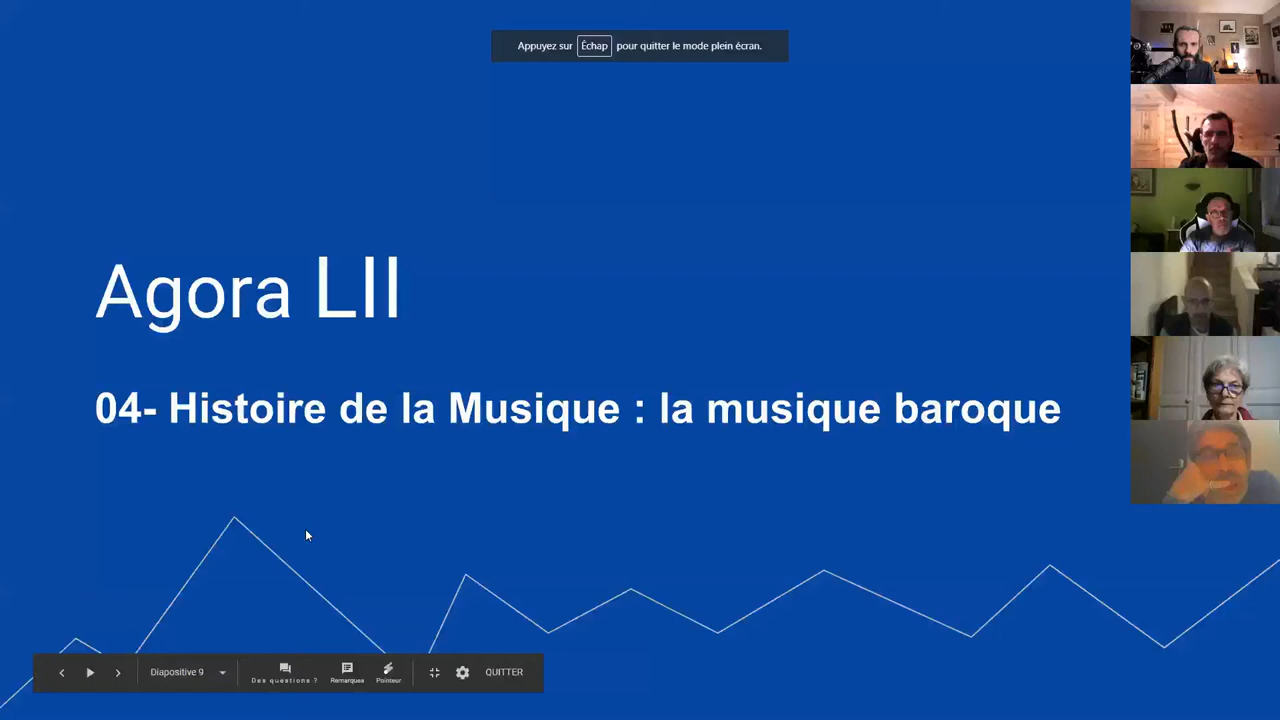 Appuyez sur Échap pour quitter le mode plein écran.
Agora LII
04- Histoire de la Musique : la musique baroque
Diapositive 9
Des questions ?
Remarques
Pointeur
QUITTER